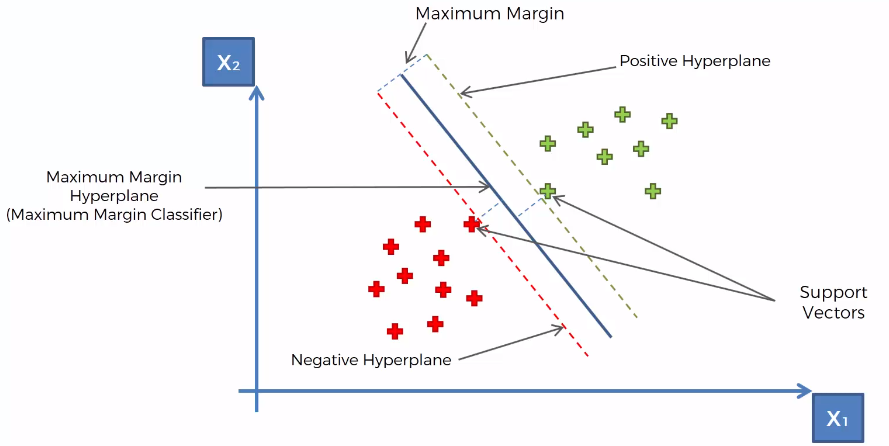 Maximum Margin
X₂
Positive Hyperplane
Maximum Margin
Hyperplane
(Maximum Margin Classifier)
Support
Vectors
Negative Hyperplane
X₁